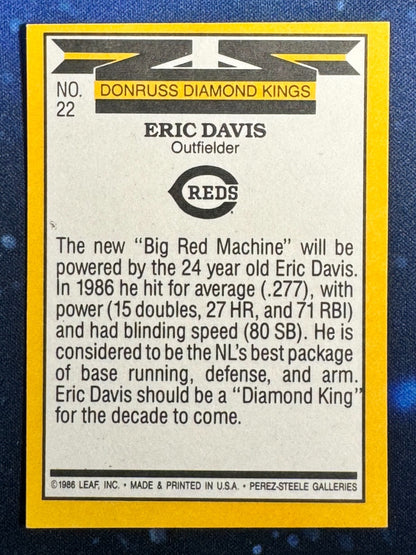 NO.
22
DONRUSS DIAMOND KINGS
ERIC DAVIS
Outfielder
REDS
The new "Big Red Machine" will be
powered by the 24 year old Eric Davis.
In 1986 he hit for average (.277), with
power (15 doubles, 27 HR, and 71 RBI)
and had blinding speed (80 SB). He is
considered to be the NL's best package
of base running, defense, and arm.
Eric Davis should be a "Diamond King"
for the decade to come.
©1986 LEAF, INC. • MADE & PRINTED IN U.S.A. • PEREZ-STEELE GALLERIES